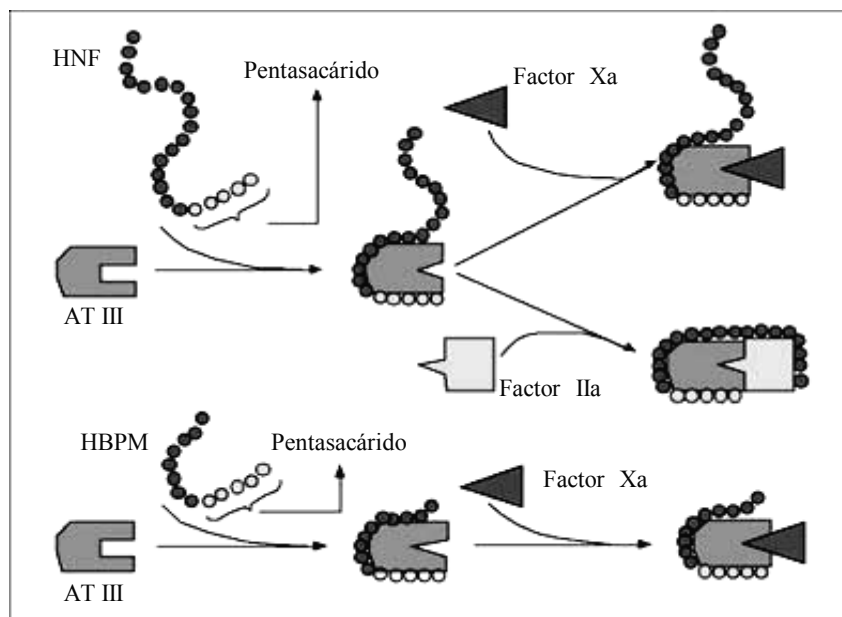 HNF
Pentasacárido
Factor Xa
AT III
Factor IIa
HBPM
Pentasacárido
Factor Xa
AT III